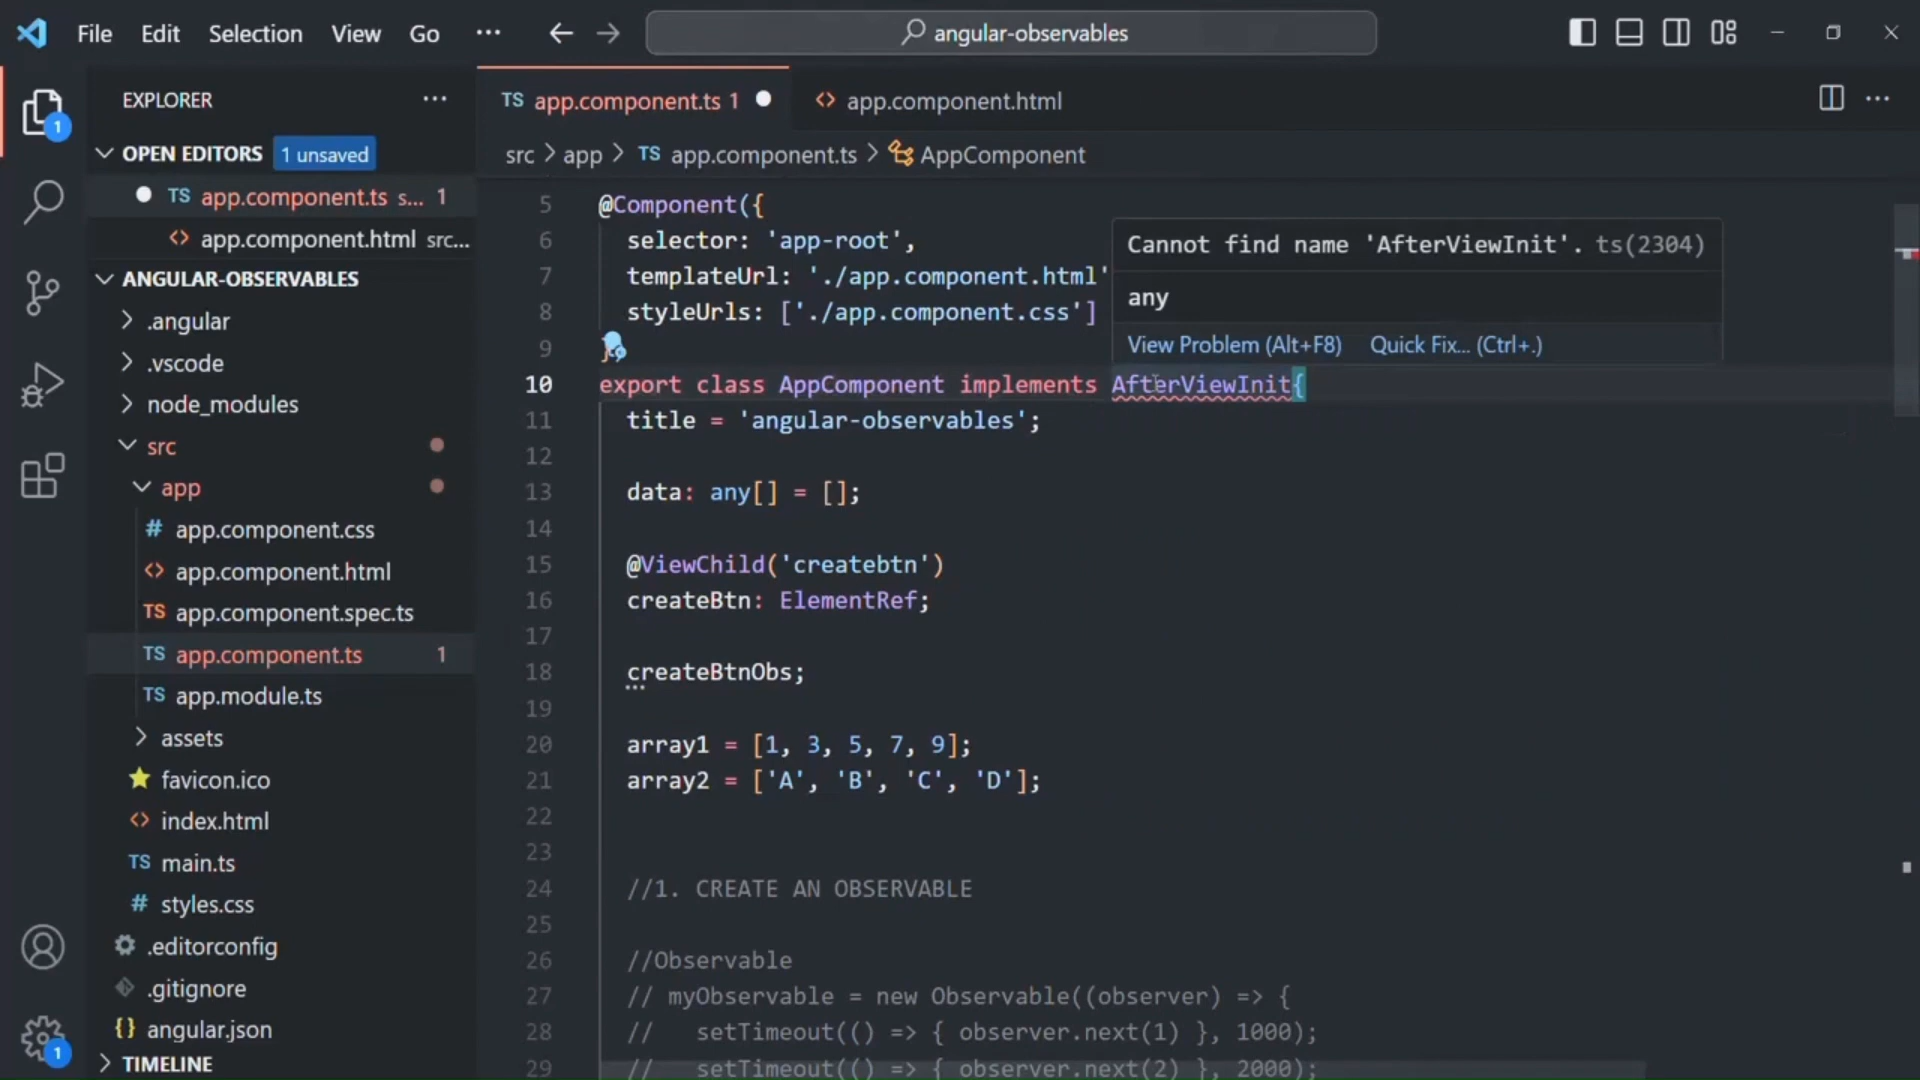 File Edit Selection View Go ··· angular-observables
EXPLORER ···
OPEN EDITORS 1 unsaved
TS app.component.ts s... 1
<> app.component.html src...
ANGULAR-OBSERVABLES
.angular
.vscode
node_modules
src
app
# app.component.css
<> app.component.html
TS app.component.spec.ts
TS app.component.ts 1
TS app.module.ts
assets
favicon.ico
<> index.html
TS main.ts
# styles.css
.editorconfig
.gitignore
{} angular.json
TIMELINE
1
1
TS app.component.ts 1
<> app.component.html
···
src > app > TS app.component.ts > AppComponent
5 @Component({
6 selector: 'app-root',
7 templateUrl: './app.component.html'
8 styleUrls: ['./app.component.css']
9
10 export class AppComponent implements AfterViewInit{
11 title = 'angular-observables';
12
13 data: any[] = [];
14
15 @ViewChild('createbtn')
16 createBtn: ElementRef;
17
18 createBtnObs;
19
20 array1 = [1, 3, 5, 7, 9];
21 array2 = ['A', 'B', 'C', 'D'];
22
23
24 //1. CREATE AN OBSERVABLE
25
26 //Observable
27 // myObservable = new Observable((observer) => {
28 // setTimeout(() => { observer.next(1) }, 1000);
29 // setTimeout(() => { observer.next(2) }, 2000);
Cannot find name 'AfterViewInit'. ts(2304)
any
View Problem (Alt+F8) Quick Fix... (Ctrl+.)